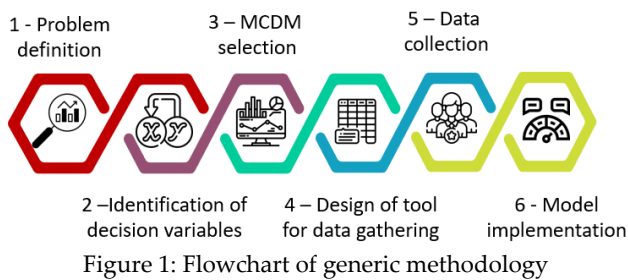 1 - Problem
definition
3 – MCDM
selection
5 – Data
collection
X Y
2 –Identification of
decision variables
4 – Design of tool
for data gathering
6 - Model
implementation
Figure 1: Flowchart of generic methodology